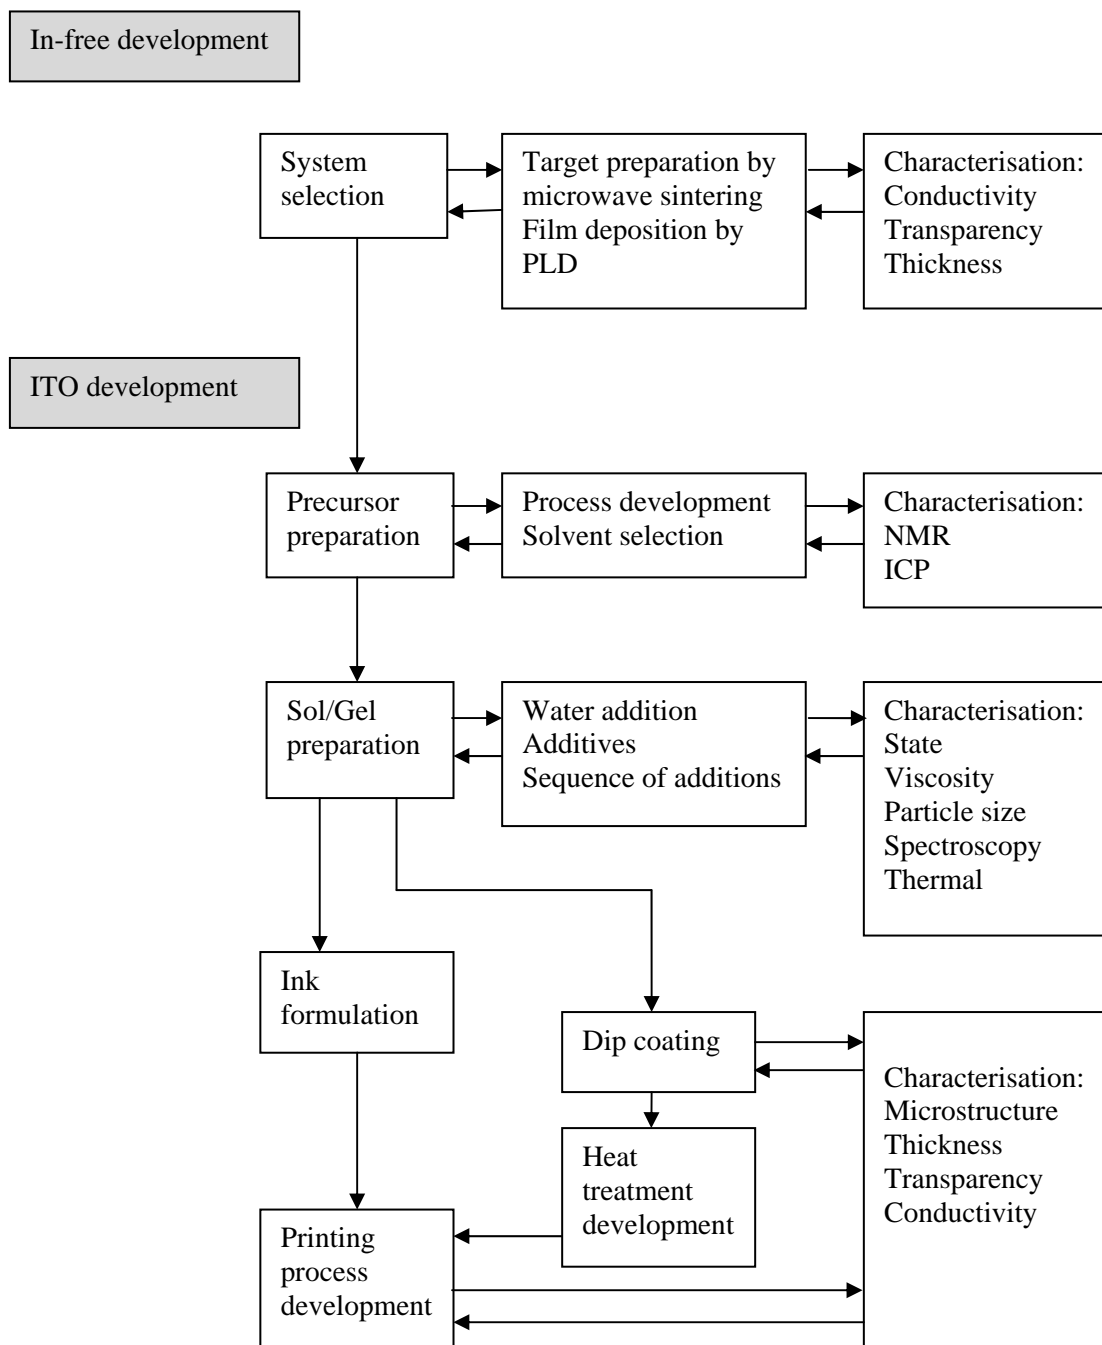 In-free development
System
selection
Target preparation by
microwave sintering
Film deposition by
PLD
Characterisation:
Conductivity
Transparency
Thickness
ITO development
Precursor
preparation
Process development
Solvent selection
Characterisation:
NMR
ICP
Sol/Gel
preparation
Water addition
Additives
Sequence of additions
Characterisation:
State
Viscosity
Particle size
Spectroscopy
Thermal
Ink
formulation
Dip coating
Characterisation:
Microstructure
Thickness
Transparency
Conductivity
Heat
treatment
development
Printing
process
development